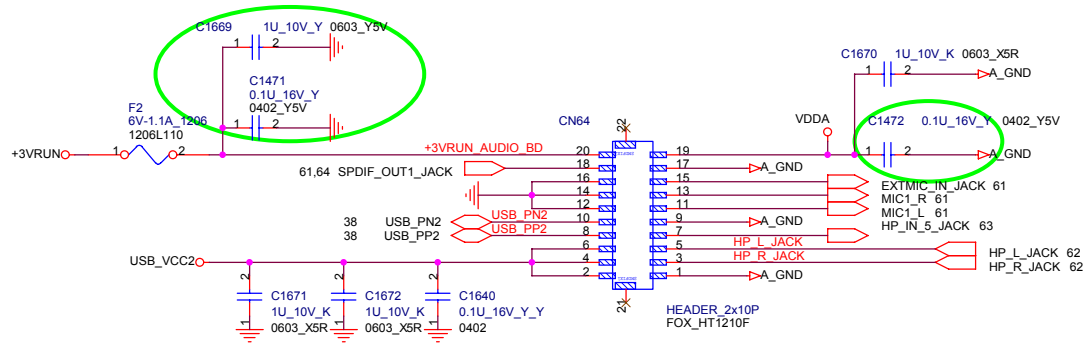 C1669 1U_10V_Y 0603_Y5V
1 2
C1471
0.1U_16V_Y
0402_Y5V
1 2
F2
6V-1.1A_1206
1206L110
+3VRUN 1 2
+3VRUN_AUDIO_BD
61,64 SPDIF_OUT1_JACK
38 USB_PN2 USB_PN2
38 USB_PP2 USB_PP2
USB_VCC2
2 2 2
C1671 C1672 C1640
1U_10V_K 1U_10V_K 0.1U_16V_Y_Y
0603_X5R 0603_X5R 0402
1 1 1
CN64
22
20 19
18 17
16 15
14 13
12 11
10 9
8 7
6 5
4 3
2 1
21
HEADER_2x10P
FOX_HT1210F
C1670 1U_10V_K 0603_X5R
1 2 A_GND
VDDA
C1472 0.1U_16V_Y 0402_Y5V
1 2 A_GND
A_GND
EXTMIC_IN_JACK 61
MIC1_R 61
MIC1_L 61
A_GND
HP_IN_5_JACK 63
HP_L_JACK
HP_L_JACK 62
HP_R_JACK
HP_R_JACK 62
A_GND